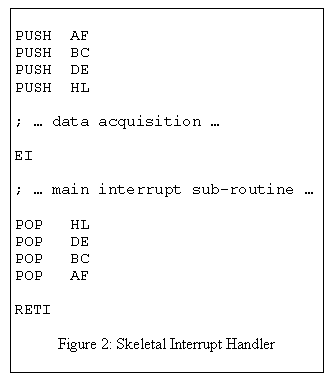 PUSH AF
PUSH BC
PUSH DE
PUSH HL
; … data acquisition …
EI
; … main interrupt sub-routine …
POP HL
POP DE
POP BC
POP AF
RETI
Figure 2: Skeletal Interrupt Handler